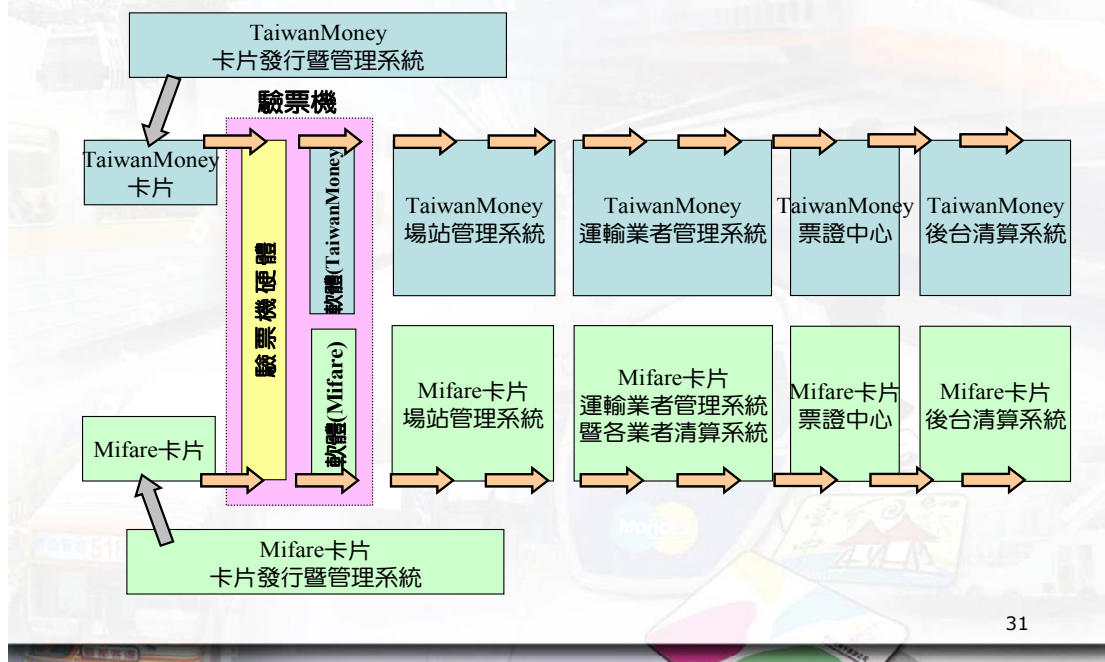 TaiwanMoney
卡片發行暨管理系統
驗票機
TaiwanMoney
卡片
驗票機硬體
軟體(TaiwanMoney)
TaiwanMoney
場站管理系統
TaiwanMoney
運輸業者管理系統
TaiwanMoney
票證中心
TaiwanMoney
後台清算系統
Mifare卡片
軟體(Mifare)
Mifare卡片
場站管理系統
Mifare卡片
運輸業者管理系統
暨各業者清算系統
Mifare卡片
票證中心
Mifare卡片
後台清算系統
Mifare卡片
卡片發行暨管理系統
31